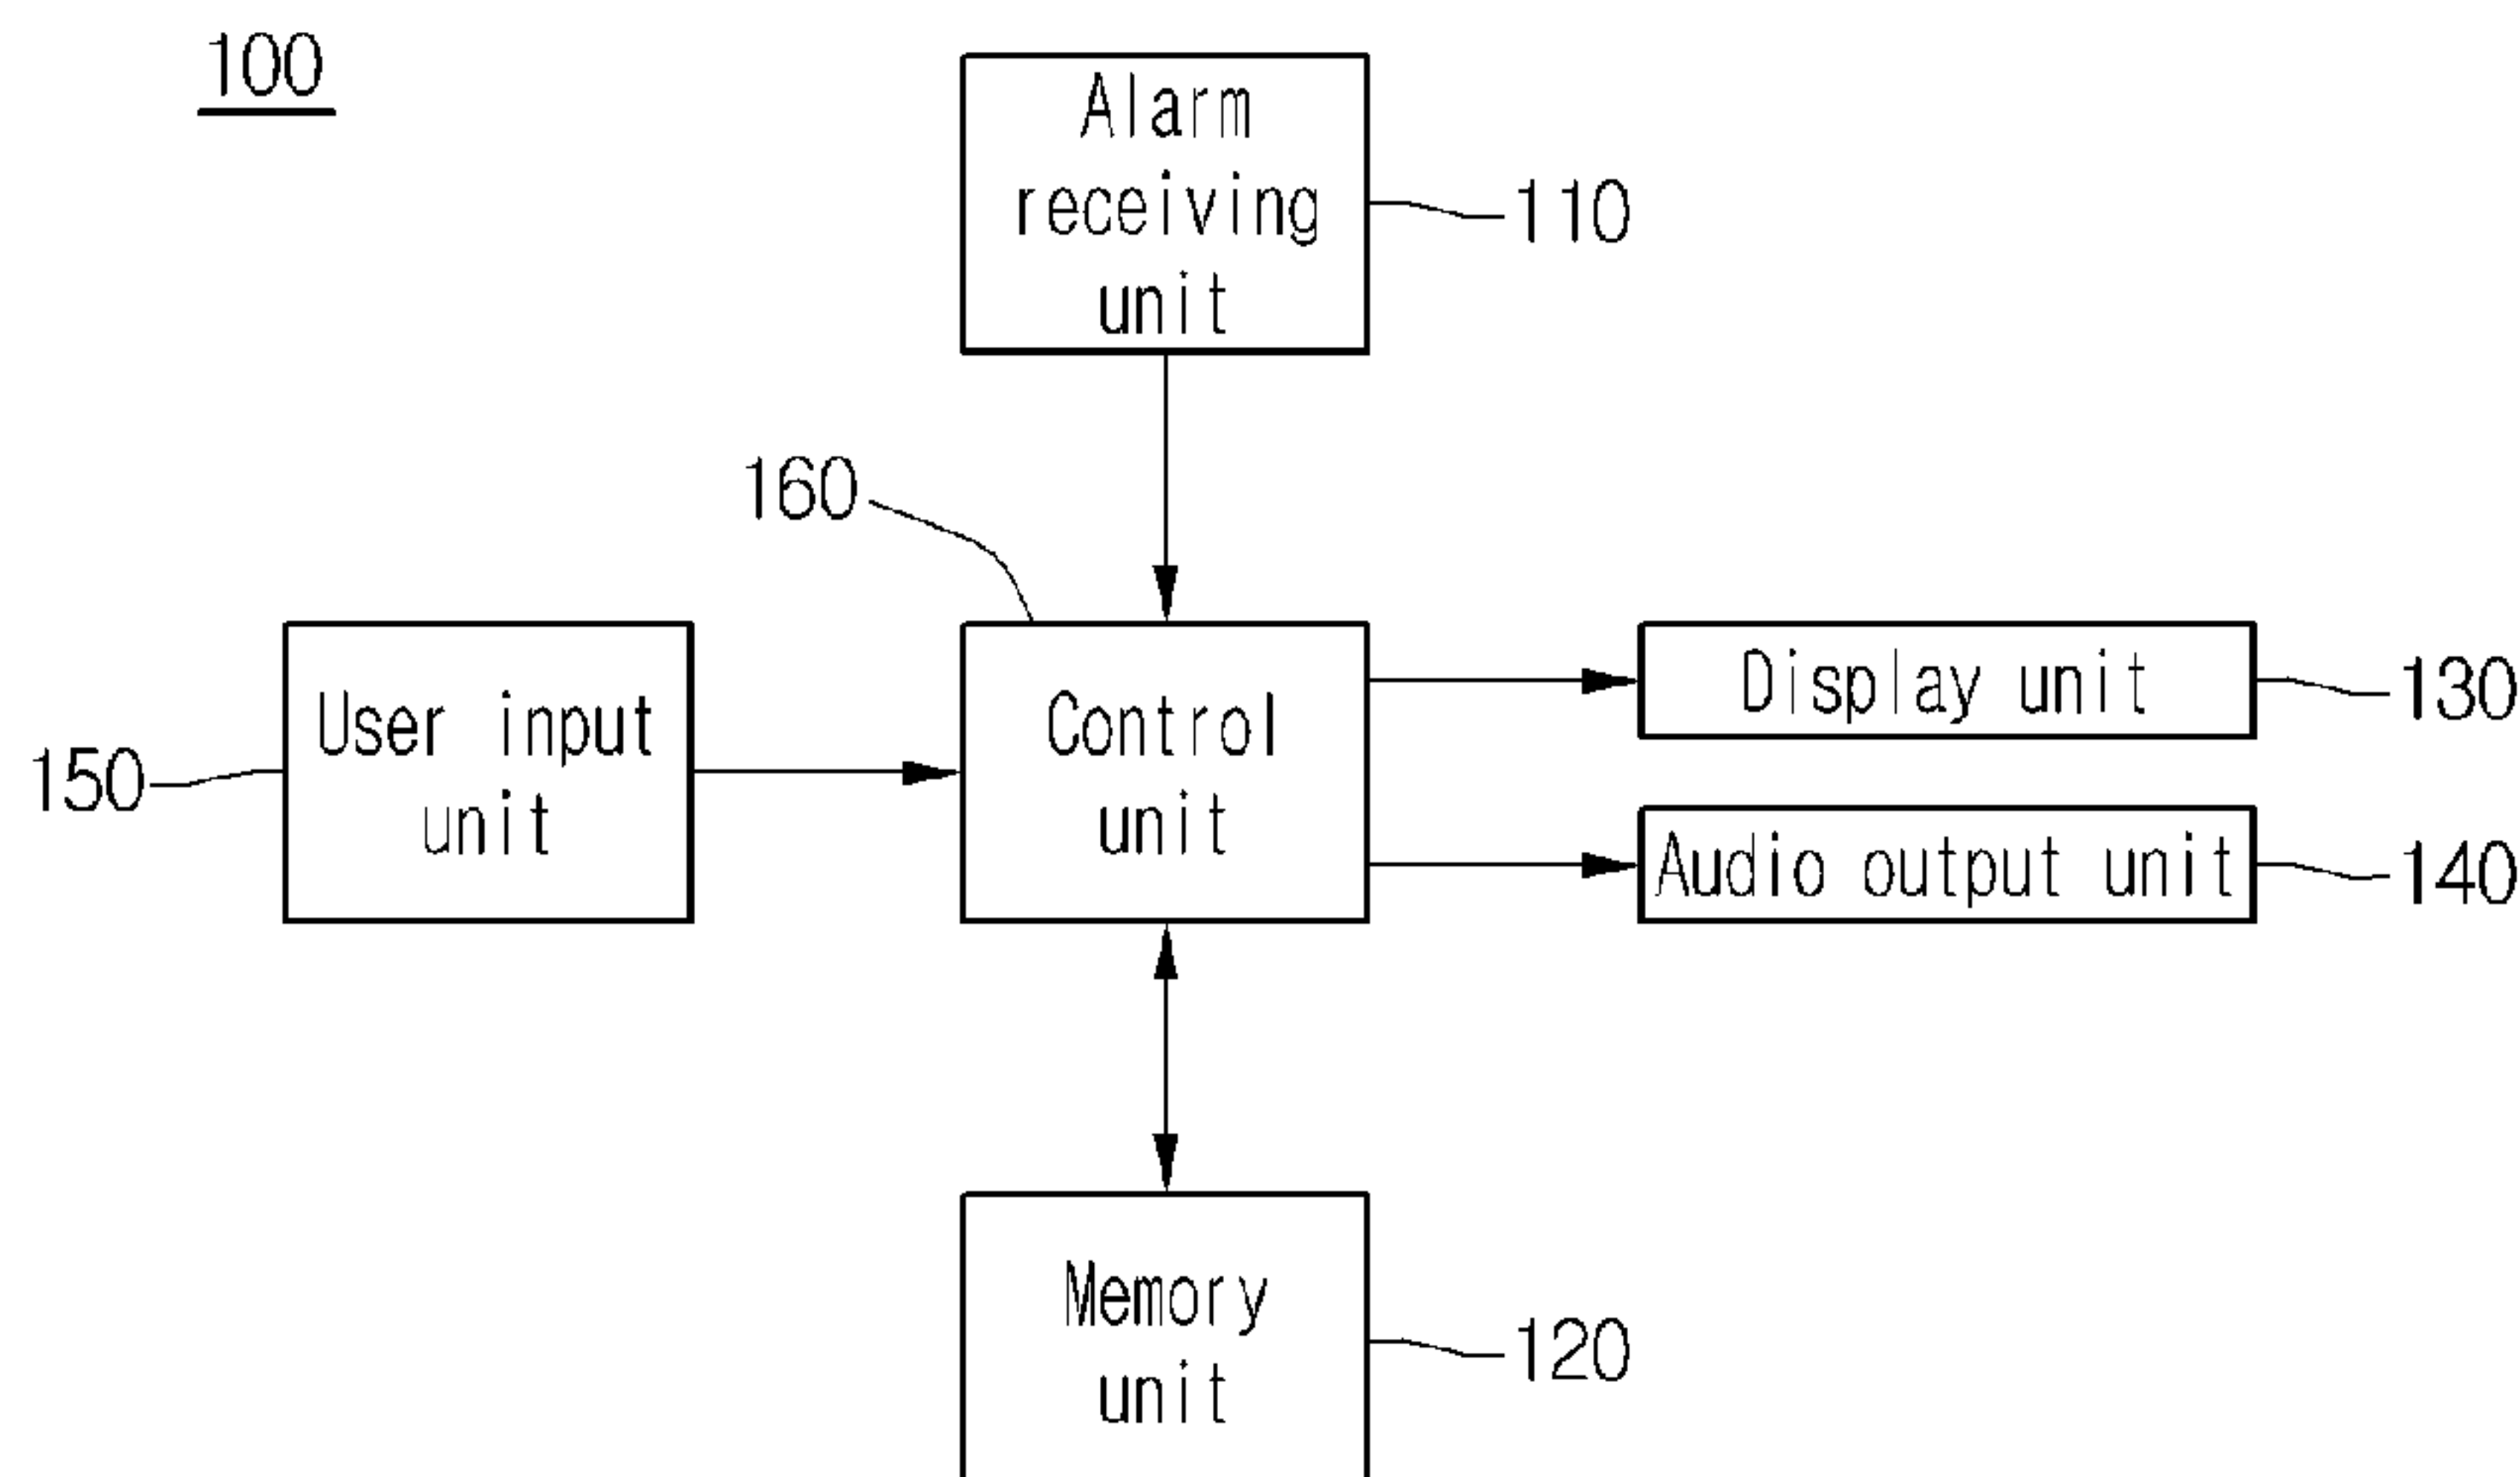 100
Alarm
receiving
unit
110
160
User input
unit
150
Control
unit
Display unit
130
Audio output unit
140
Memory
unit
120